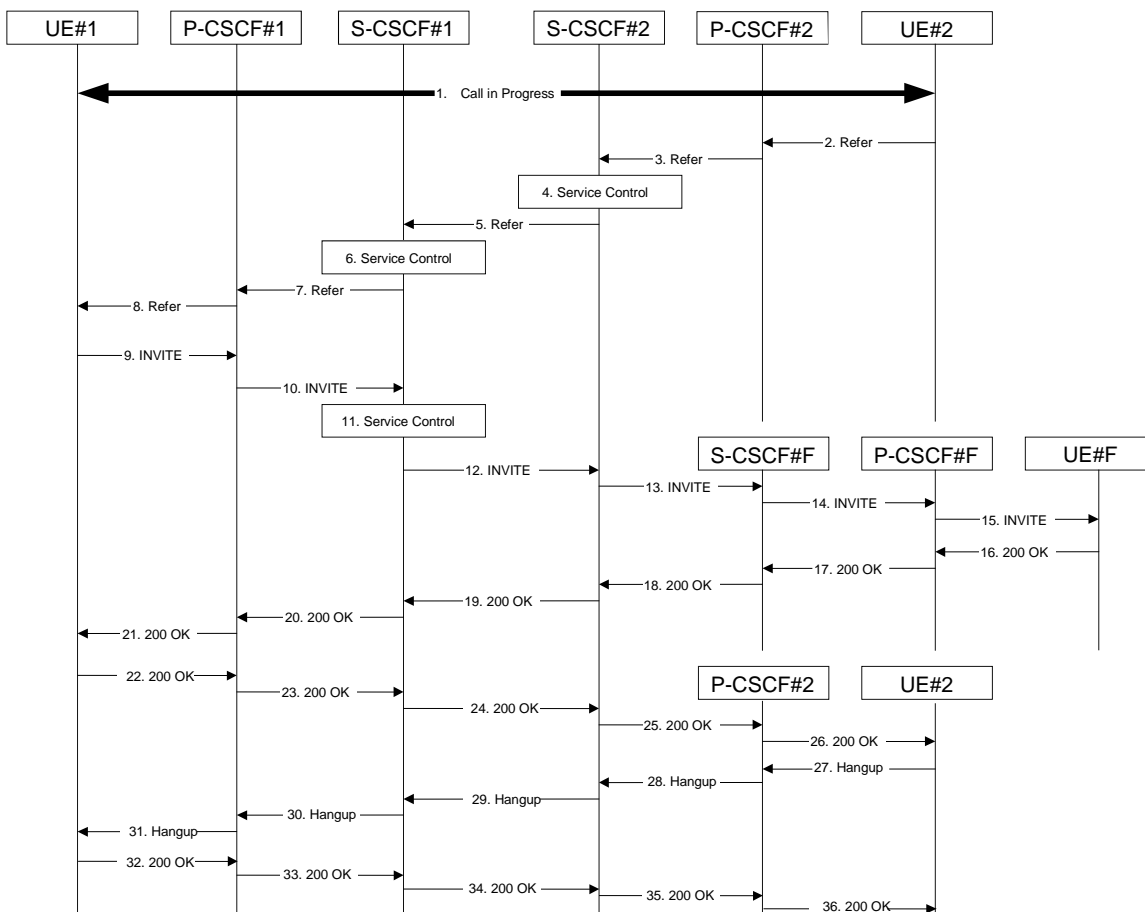 UE#1
P-CSCF#1
S-CSCF#1
S-CSCF#2
P-CSCF#2
UE#2
1. Call in Progress
2. Refer
3. Refer
4. Service Control
5. Refer
6. Service Control
7. Refer
8. Refer
9. INVITE
10. INVITE
11. Service Control
S-CSCF#F
P-CSCF#F
UE#F
12. INVITE
13. INVITE
14. INVITE
15. INVITE
16. 200 OK
17. 200 OK
18. 200 OK
19. 200 OK
20. 200 OK
21. 200 OK
22. 200 OK
P-CSCF#2
UE#2
23. 200 OK
24. 200 OK
25. 200 OK
26. 200 OK
27. Hangup
28. Hangup
29. Hangup
30. Hangup
31. Hangup
32. 200 OK
33. 200 OK
34. 200 OK
35. 200 OK
36. 200 OK